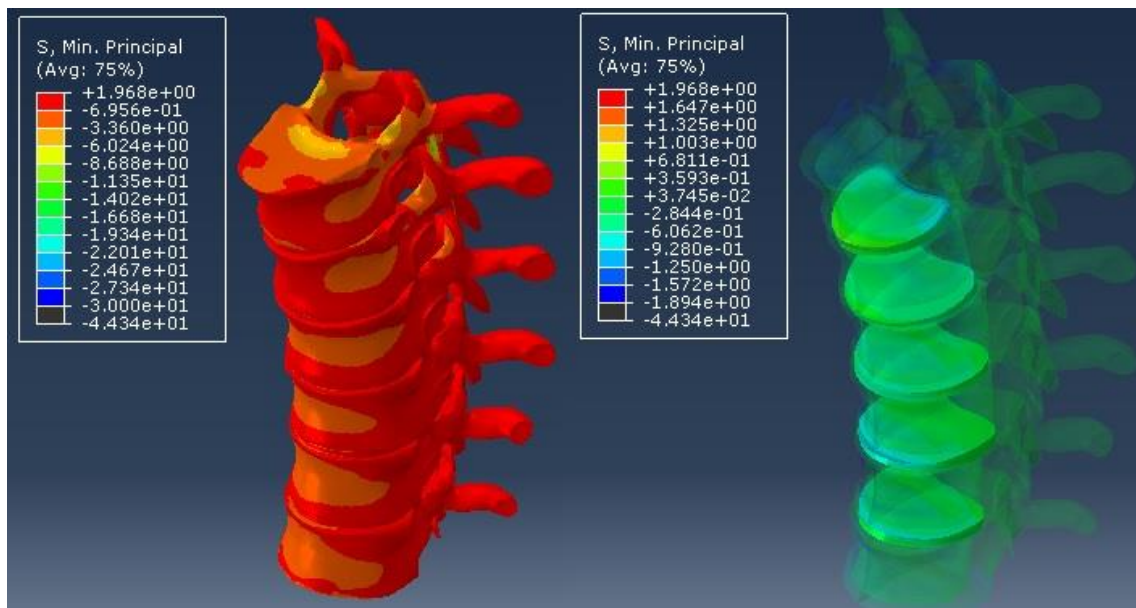 S, Min. Principal
(Avg: 75%)
+1.968e+00
-6.956e-01
-3.360e+00
-6.024e+00
-8.688e+00
-1.135e+01
-1.402e+01
-1.668e+01
-1.934e+01
-2.201e+01
-2.467e+01
-2.734e+01
-3.000e+01
-4.434e+01
S, Min. Principal
(Avg: 75%)
+1.968e+00
+1.647e+00
+1.325e+00
+1.003e+00
+6.811e-01
+3.593e-01
+3.745e-02
-2.844e-01
-6.062e-01
-9.280e-01
-1.250e+00
-1.572e+00
-1.894e+00
-4.434e+01